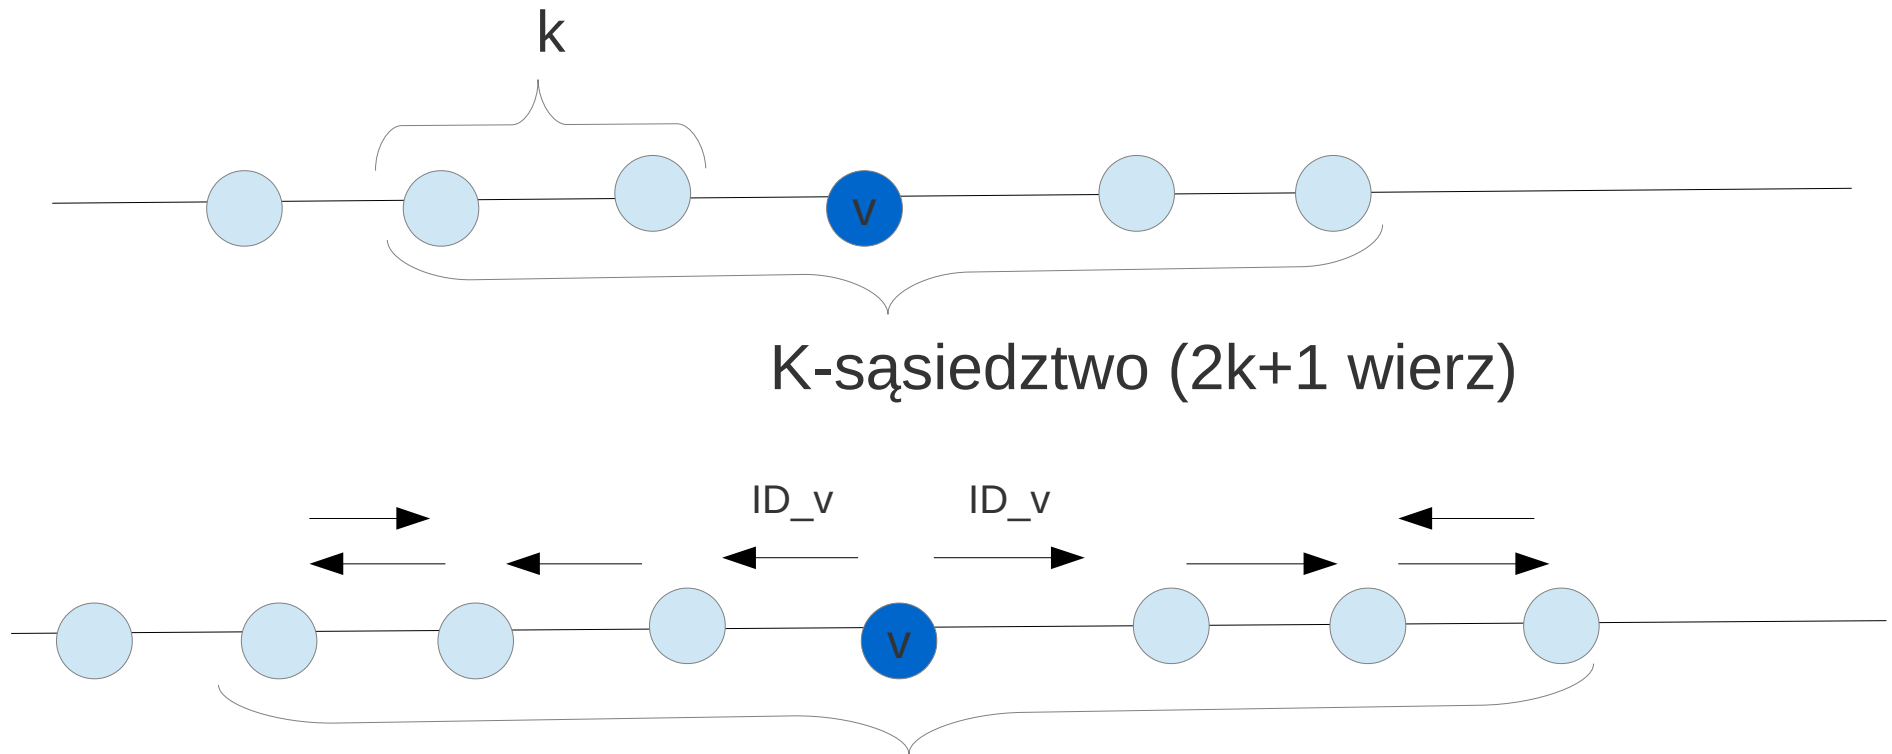 k
v
K-sąsiedztwo (2k+1 wierz)
ID_v ID_v
v